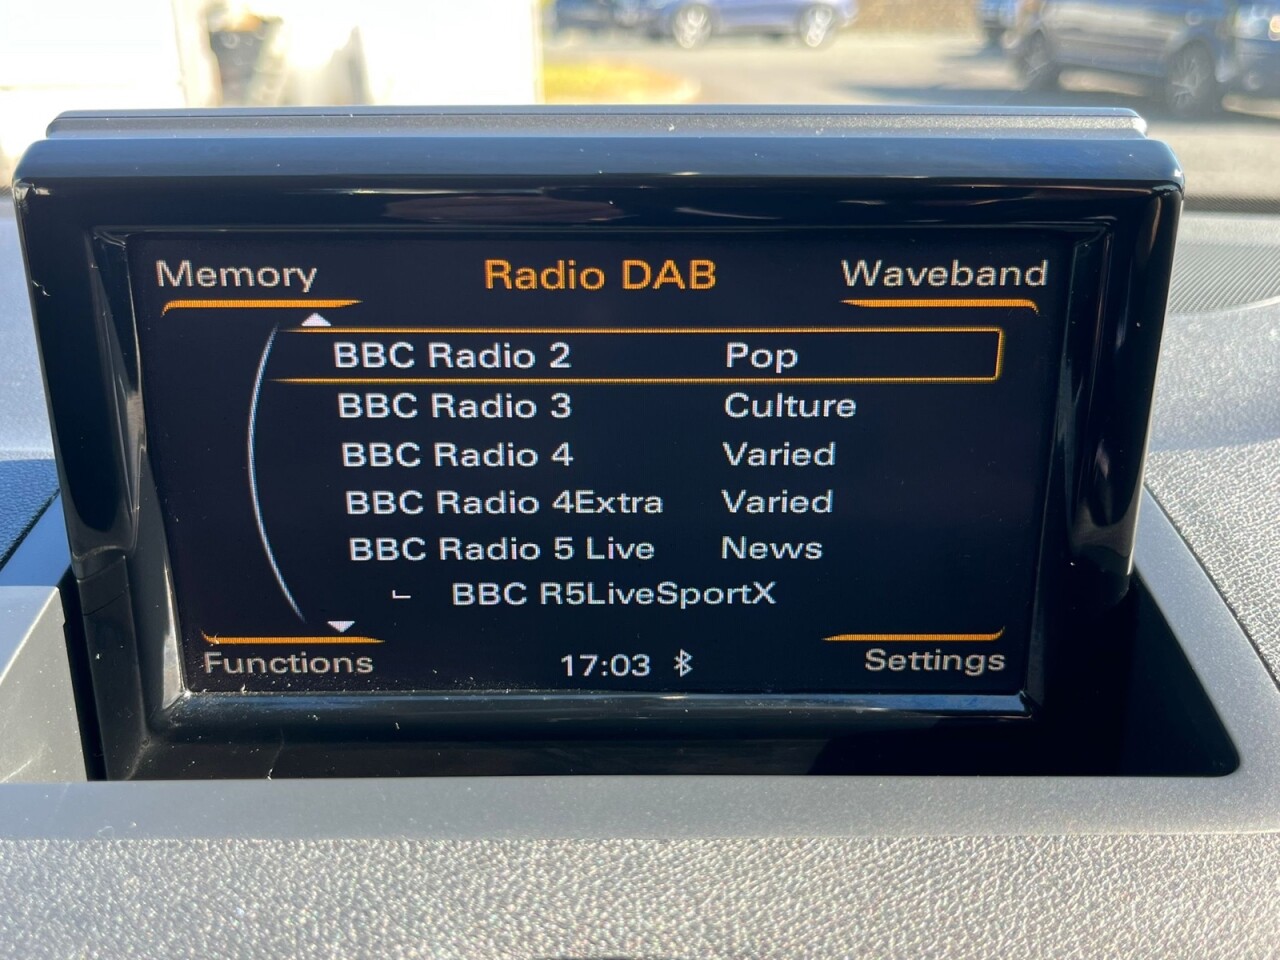 Memory Radio DAB Waveband
BBC Radio 2 Pop
BBC Radio 3 Culture
BBC Radio 4 Varied
BBC Radio 4Extra Varied
BBC Radio 5 Live News
BBC R5LiveSportX
Functions 17:03 Settings